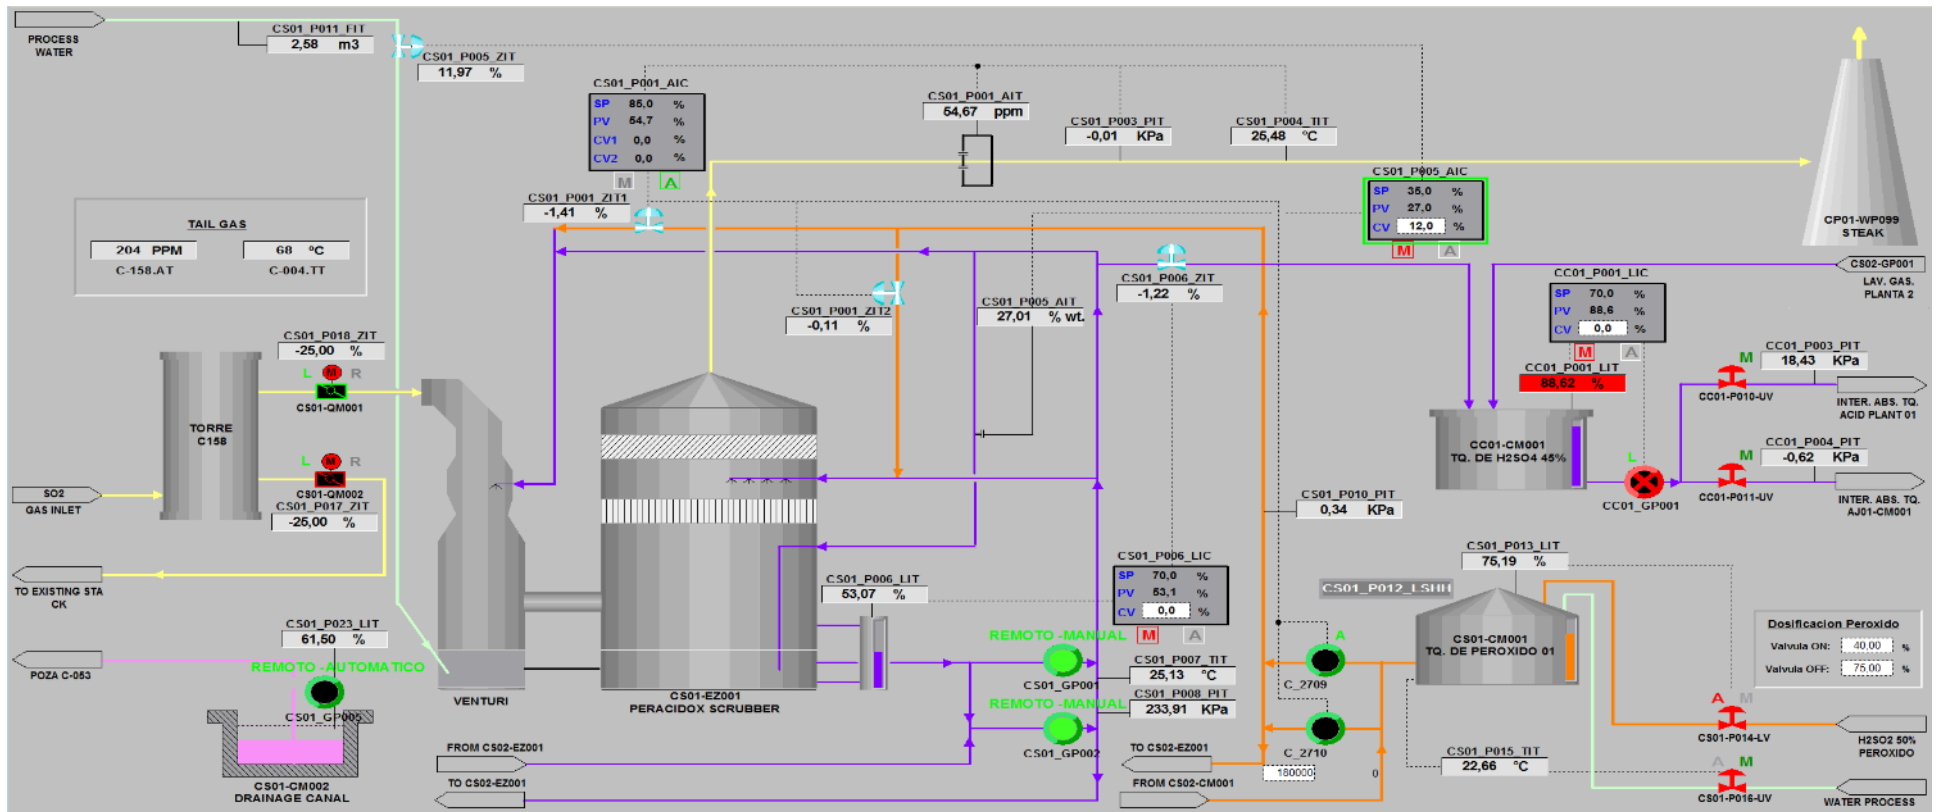 PROCESS
WATER
CS01_P011_FIT
2,58 m3
CS01_P005_ZIT
11,97 %
CS01_P001_AIC
SP 85,0 %
PV 54,7 %
CV1 0,0 %
CV2 0,0 %
M A
CS01_P001_AIT
54,67 ppm
CS01_P003_PIT
-0,01 KPa
CS01_P004_TIT
25,48 °C
CS01_P005_AIC
SP 35,0 %
PV 27,0 %
CV 12,0 %
M A
CP01-WP099
STEAK
TAIL GAS
204 PPM
68 °C
C-158.AT
C-004.TT
CS01_P001_ZIT1
-1,41 %
CS01_P001_ZIT2
-0,11 %
CS01_P005_AIT
27,01 % wt.
CS01_P006_ZIT
-1,22 %
CS02-GP001
LAV. GAS.
PLANTA 2
CC01_P001_LIC
SP 70,0 %
PV 88,6 %
CV 0,0 %
M A
CC01_P001_LIT
88,62 %
CC01_P003_PIT
18,43 KPa
M
CC01-P010-UV
INTER. ABS. TQ.
ACID PLANT 01
CC01_P004_PIT
-0,62 KPa
M
CC01-P011-UV
INTER. ABS. TQ.
AJ01-CM001
CC01-CM001
TQ. DE H2SO4 45%
L
CC01_GP001
CS01_P018_ZIT
-25,00 %
L M R
CS01-QM001
TORRE
C158
L M R
CS01-QM002
CS01_P017_ZIT
-25,00 %
SO2
GAS INLET
TO EXISTING STA
CK
CS01_P023_LIT
61,50 %
POZA C-053
REMOTO -AUTOMATICO
CS01_GP005
CS01-CM002
DRAINAGE CANAL
VENTURI
CS01-EZ001
PERACIDOX SCRUBBER
CS01_P006_LIT
53,07 %
CS01_P006_LIC
SP 70,0 %
PV 53,1 %
CV 0,0 %
M A
REMOTO -MANUAL
CS01_GP001
REMOTO -MANUAL
CS01_GP002
CS01_P007_TIT
25,13 °C
CS01_P008_PIT
233,91 KPa
FROM CS02-EZ001
TO CS02-EZ001
CS01_P010_PIT
0,34 KPa
A
C_2709
C_2710
TO CS02-EZ001
180000
0
FROM CS02-CM001
CS01_P013_LIT
75,19 %
CS01_P012_LSHH
CS01-CM001
TQ. DE PEROXIDO 01
Dosificacion Peroxido
Valvula ON: 40,00 %
Valvula OFF: 75,00 %
A M
CS01-P014-LV
H2SO2 50%
PEROXIDO
CS01_P015_TIT
22,66 °C
A M
CS01-P016-UV
WATER PROCESS